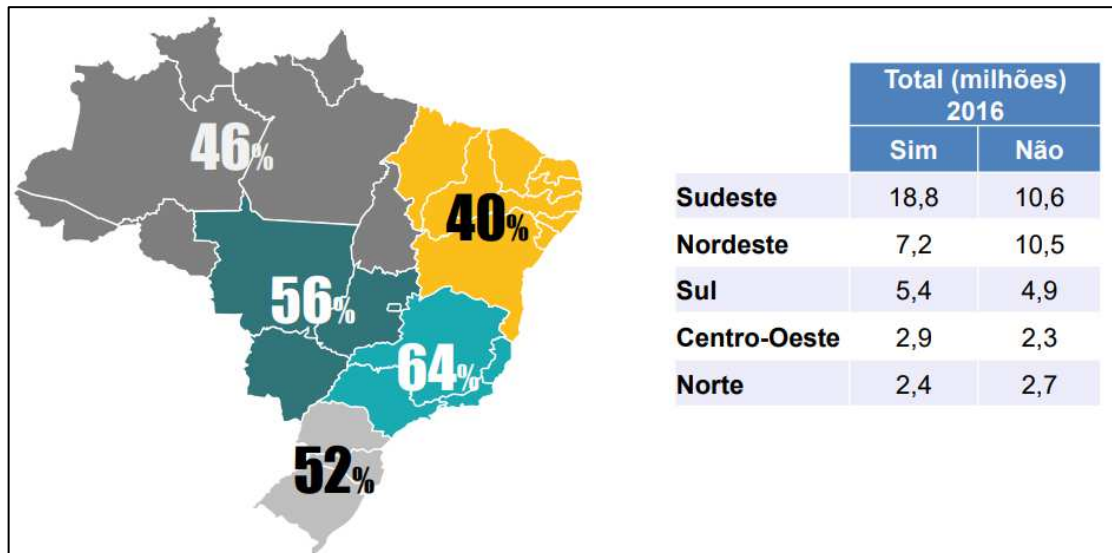 46%
40%
56%
64%
52%
Total (milhões)
2016
Sim Não
Sudeste 18,8 10,6
Nordeste 7,2 10,5
Sul 5,4 4,9
Centro-Oeste 2,9 2,3
Norte 2,4 2,7